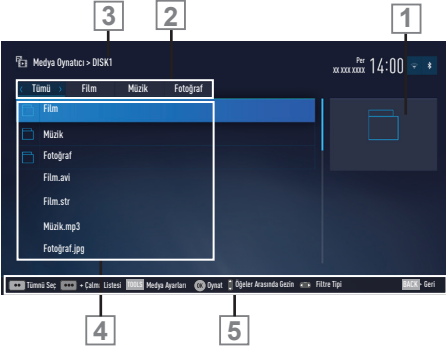 3
2
1
Medya Oynatıcı > DISK1
Per
xx xxx xxxx
14:00
‹ Tümü › Film Müzik Fotoğraf
Film
Müzik
Fotoğraf
Film.avi
Film.str
Müzik.mp3
Fotoğraf.jpg
Tümnü Seç + Çalma Listesi TOOLS Medya Ayarları OK Oynat Öğeler Arasında Gezin Filtre Tipi BACK - Geri
4
5